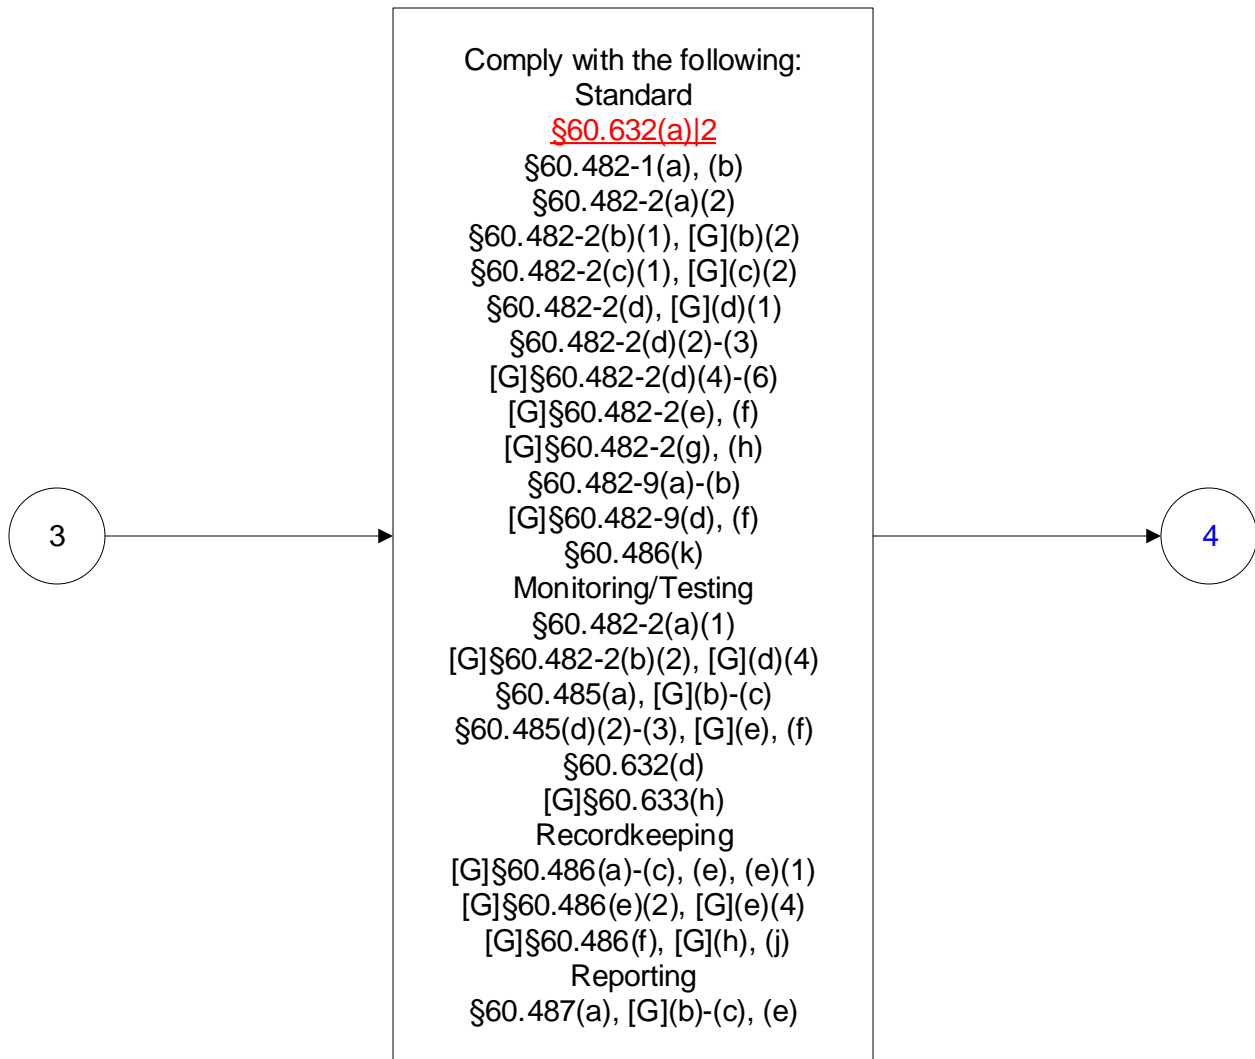 Comply with the following:
Standard
§60.632(a)|2
§60.482-1(a), (b)
§60.482-2(a)(2)
§60.482-2(b)(1), [G](b)(2)
§60.482-2(c)(1), [G](c)(2)
§60.482-2(d), [G](d)(1)
§60.482-2(d)(2)-(3)
[G]§60.482-2(d)(4)-(6)
[G]§60.482-2(e), (f)
[G]§60.482-2(g), (h)
§60.482-9(a)-(b)
[G]§60.482-9(d), (f)
§60.486(k)
Monitoring/Testing
§60.482-2(a)(1)
[G]§60.482-2(b)(2), [G](d)(4)
§60.485(a), [G](b)-(c)
§60.485(d)(2)-(3), [G](e), (f)
§60.632(d)
[G]§60.633(h)
Recordkeeping
[G]§60.486(a)-(c), (e), (e)(1)
[G]§60.486(e)(2), [G](e)(4)
[G]§60.486(f), [G](h), (j)
Reporting
§60.487(a), [G](b)-(c), (e)
3
4